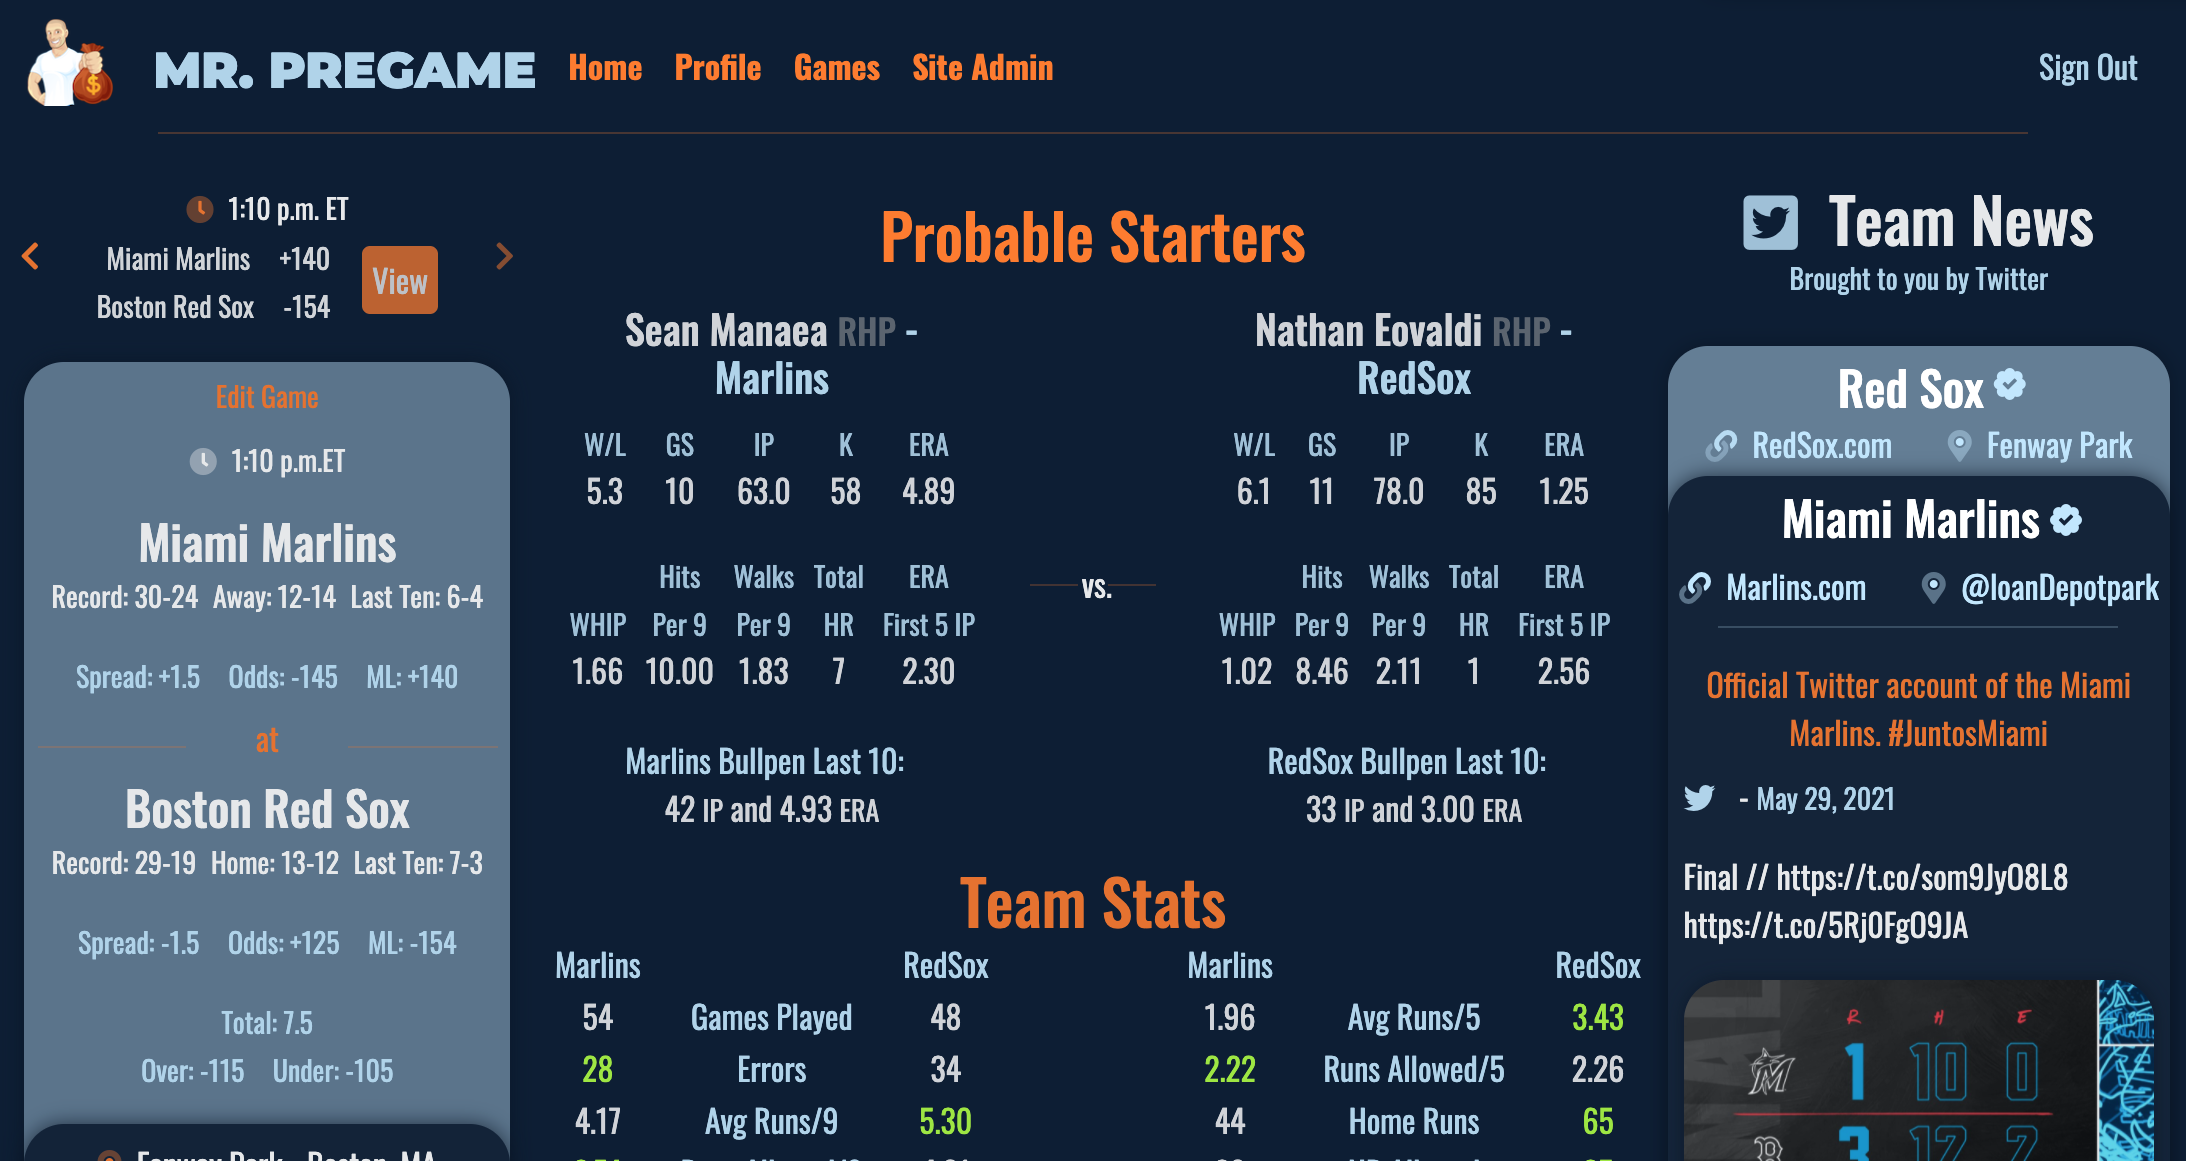 MR. PREGAME Home Profile Games Site Admin Sign Out
1:10 p.m. ET
Miami Marlins +140
Boston Red Sox -154
View
Edit Game
1:10 p.m.ET
Miami Marlins
Record: 30-24 Away: 12-14 Last Ten: 6-4
Spread: +1.5 Odds: -145 ML: +140
at
Boston Red Sox
Record: 29-19 Home: 13-12 Last Ten: 7-3
Spread: -1.5 Odds: +125 ML: -154
Total: 7.5
Over: -115 Under: -105
Fenway Park - Boston, MA
Probable Starters
Sean Manaea RHP -
Marlins
W/L GS IP K ERA
5.3 10 63.0 58 4.89
Hits Walks Total ERA
WHIP Per 9 Per 9 HR First 5 IP
1.66 10.00 1.83 7 2.30
Marlins Bullpen Last 10:
42 IP and 4.93 ERA
vs.
Nathan Eovaldi RHP -
RedSox
W/L GS IP K ERA
6.1 11 78.0 85 1.25
Hits Walks Total ERA
WHIP Per 9 Per 9 HR First 5 IP
1.02 8.46 2.11 1 2.56
RedSox Bullpen Last 10:
33 IP and 3.00 ERA
Team Stats
Marlins RedSox
54 Games Played 48
28 Errors 34
4.17 Avg Runs/9 5.30
Marlins RedSox
1.96 Avg Runs/5 3.43
2.22 Runs Allowed/5 2.26
44 Home Runs 65
Team News
Brought to you by Twitter
Red Sox
RedSox.com Fenway Park
Miami Marlins
Marlins.com @loanDepotpark
Official Twitter account of the Miami
Marlins. #JuntosMiami
- May 29, 2021
Final // https://t.co/som9JyO8L8
https://t.co/5Rj0FgO9JA
R H E
M 1 10 0
B 3 12 2